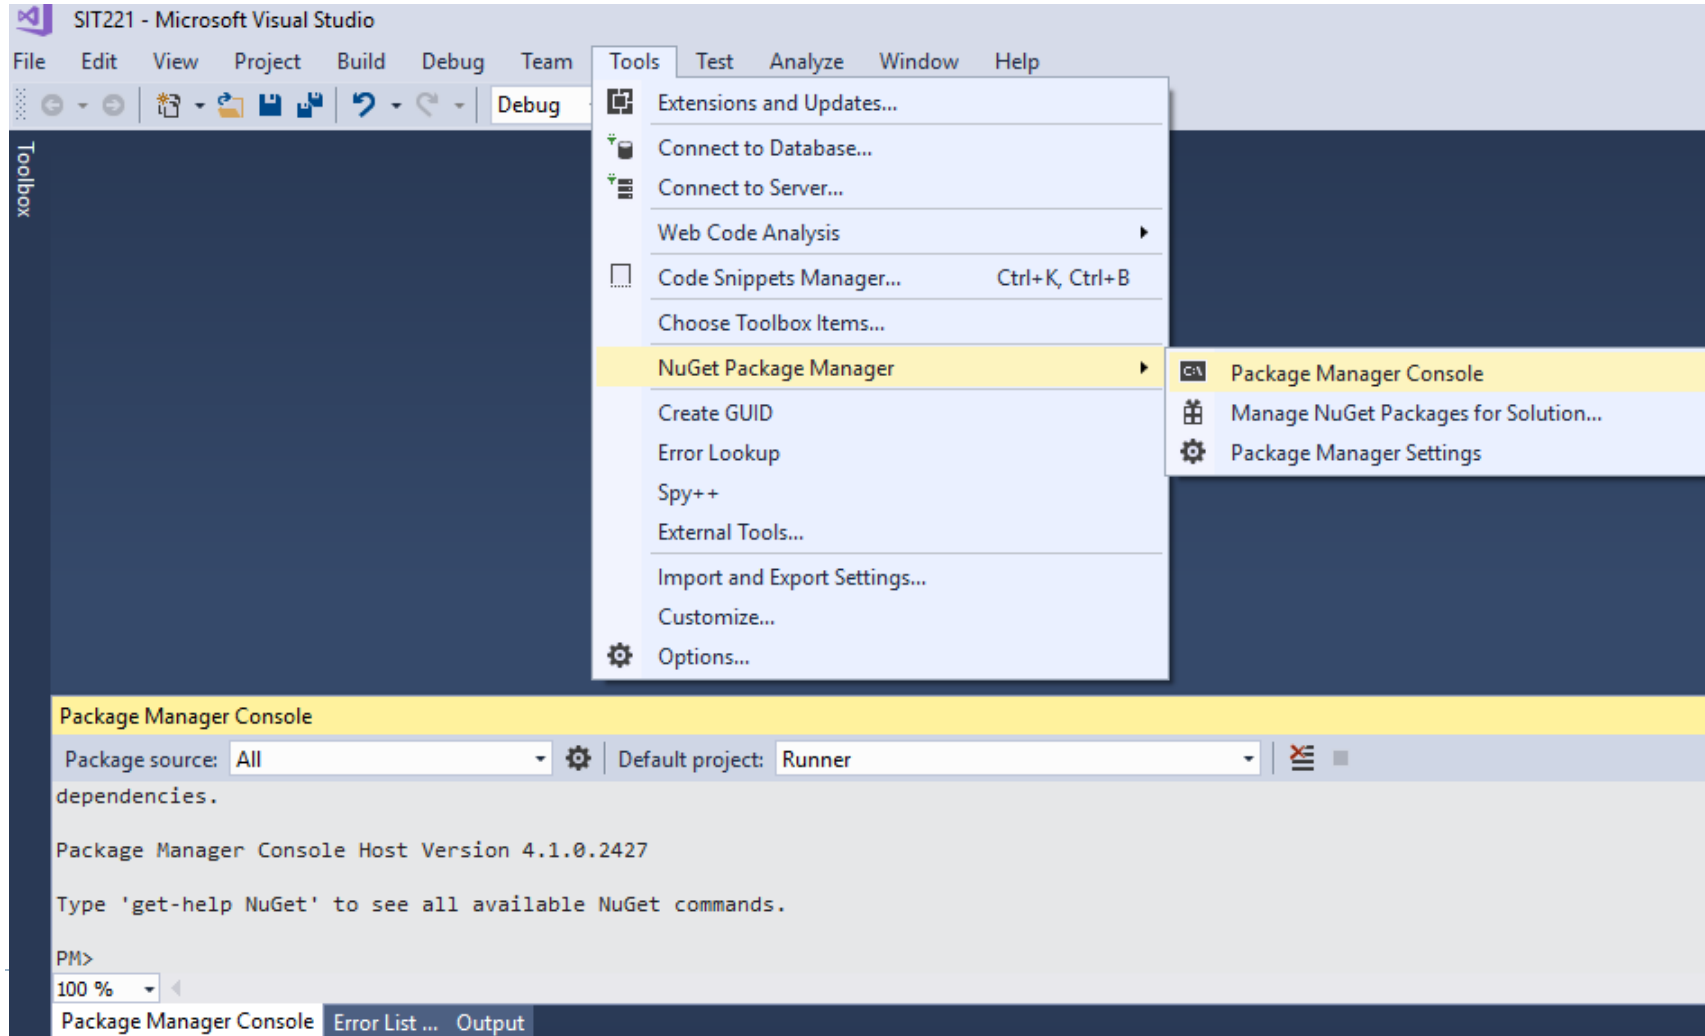 SIT221 - Microsoft Visual Studio
File Edit View Project Build Debug Team Tools Test Analyze Window Help
Debug
Toolbox
Extensions and Updates...
Connect to Database...
Connect to Server...
Web Code Analysis
Code Snippets Manager... Ctrl+K, Ctrl+B
Choose Toolbox Items...
NuGet Package Manager
C:\ Package Manager Console
Manage NuGet Packages for Solution...
Package Manager Settings
Create GUID
Error Lookup
Spy++
External Tools...
Import and Export Settings...
Customize...
Options...
Package Manager Console
Package source: All Default project: Runner
dependencies.
Package Manager Console Host Version 4.1.0.2427
Type 'get-help NuGet' to see all available NuGet commands.
PM>
100 %
Package Manager Console Error List ... Output